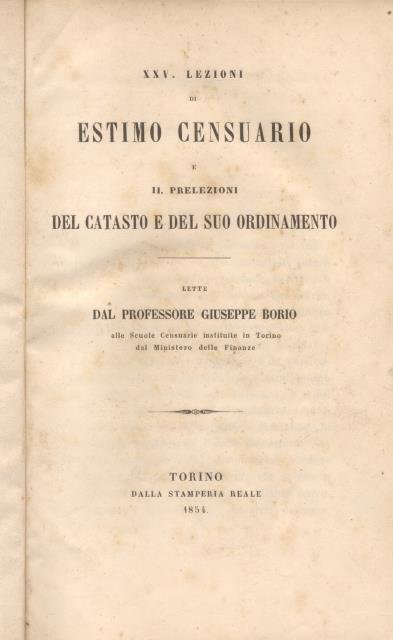 XXV. LEZIONI
DI
ESTIMO CENSUARIO
E
II. PRELEZIONI
DEL CATASTO E DEL SUO ORDINAMENTO
LETTE
DAL PROFESSORE GIUSEPPE BORIO
alle Scuole Censuarie instituite in Torino
dal Ministero delle Finanze
TORINO
DALLA STAMPERIA REALE
1854.